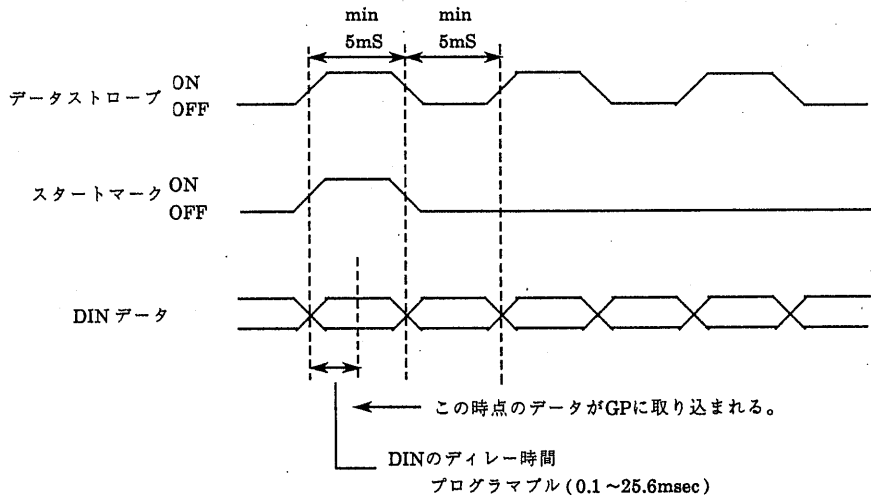 min min
5mS 5mS
データストローブ ON
OFF
スタートマーク ON
OFF
DIN データ
この時点のデータがGPに取り込まれる。
DINのディレー時間
プログラマブル(0.1～25.6msec)